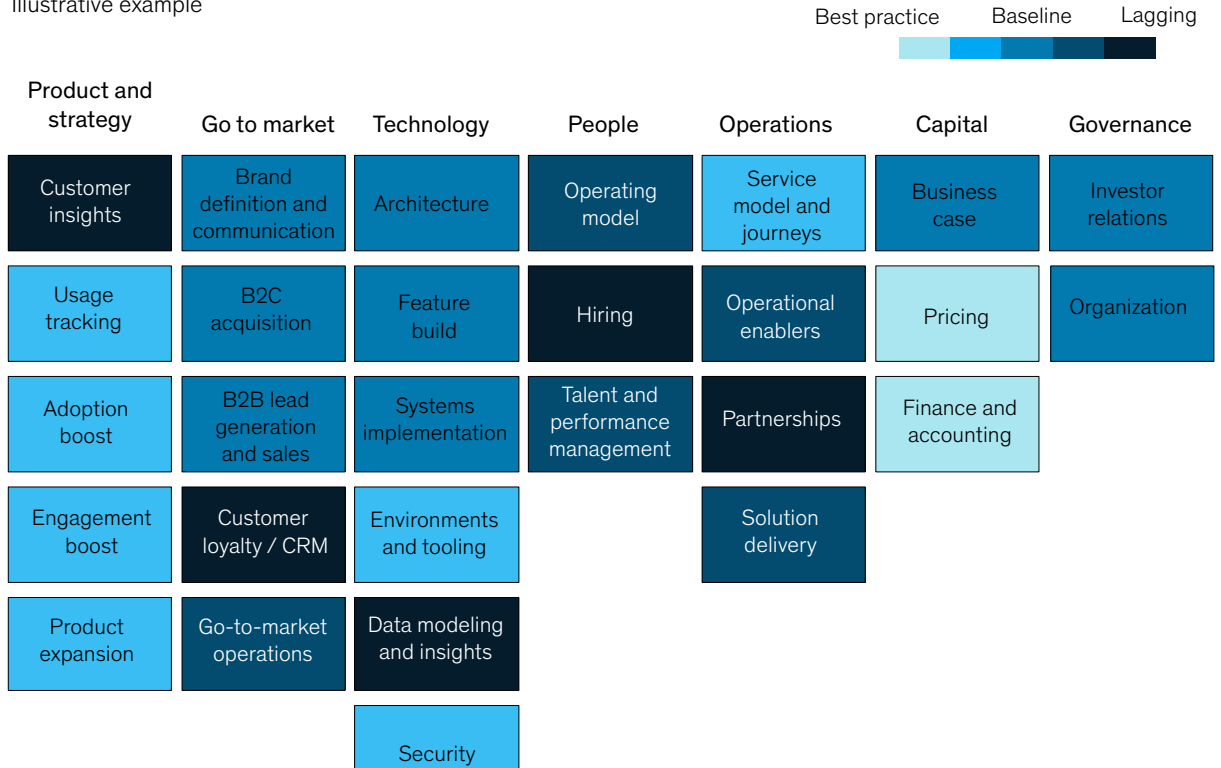 Illustrative example
Best practice Baseline Lagging
Product and
strategy
Go to market
Technology
People
Operations
Capital
Governance
Customer
insights
Brand
definition and
communication
Architecture
Operating
model
Service
model and
journeys
Business
case
Investor
relations
Usage
tracking
B2C
acquisition
Feature
build
Hiring
Operational
enablers
Pricing
Organization
Adoption
boost
B2B lead
generation
and sales
Systems
implementation
Talent and
performance
management
Partnerships
Finance and
accounting
Engagement
boost
Customer
loyalty / CRM
Environments
and tooling
Solution
delivery
Product
expansion
Go-to-market
operations
Data modeling
and insights
Security